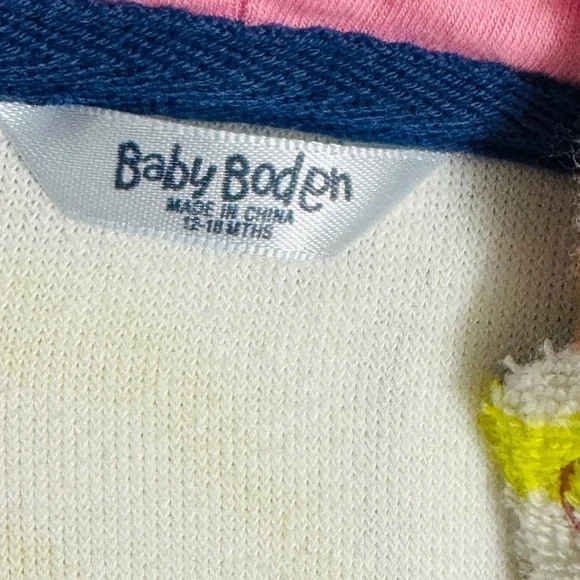 Baby Boden
MADE IN CHINA
12-18 MTHS